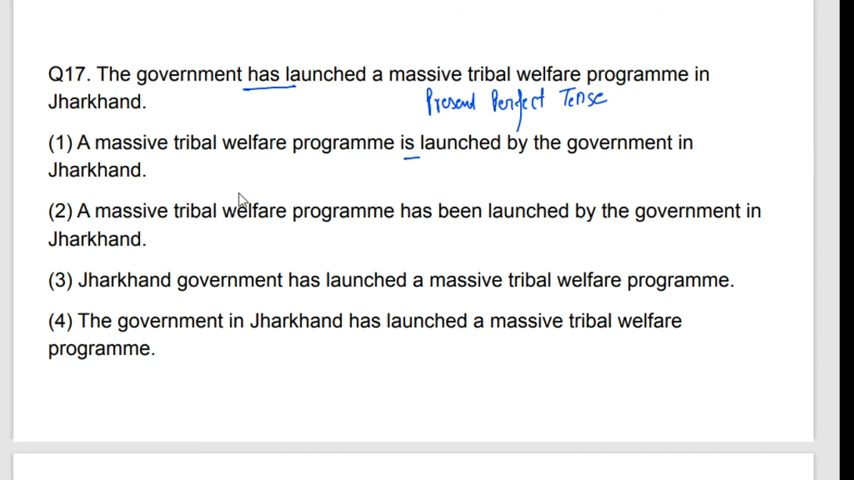 Q17. The government has launched a massive tribal welfare programme in
Jharkhand.
Present Perfect Tense
(1) A massive tribal welfare programme is launched by the government in
Jharkhand.
(2) A massive tribal welfare programme has been launched by the government in
Jharkhand.
(3) Jharkhand government has launched a massive tribal welfare programme.
(4) The government in Jharkhand has launched a massive tribal welfare
programme.